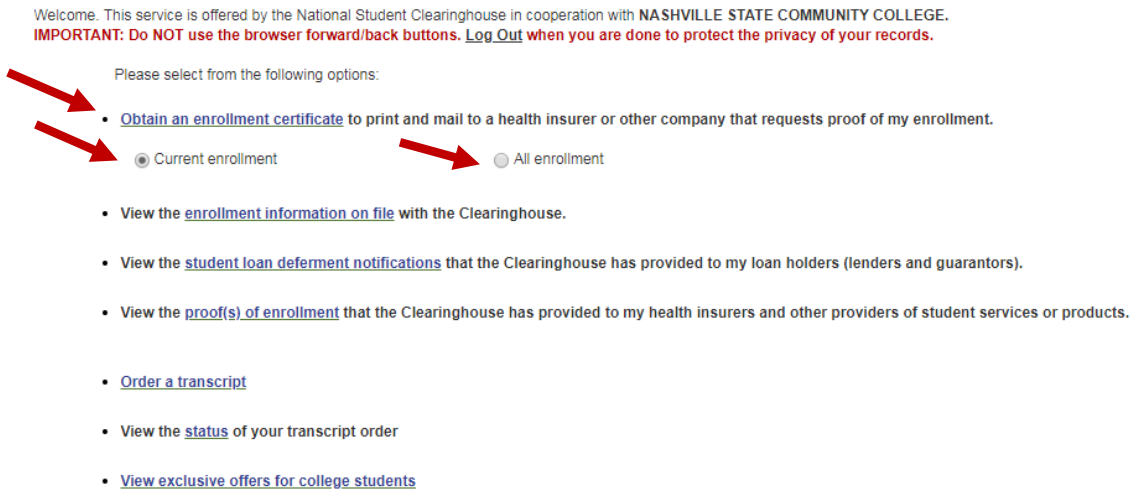 Welcome. This service is offered by the National Student Clearinghouse in cooperation with NASHVILLE STATE COMMUNITY COLLEGE.
IMPORTANT: Do NOT use the browser forward/back buttons. Log Out when you are done to protect the privacy of your records.
Please select from the following options:
• Obtain an enrollment certificate to print and mail to a health insurer or other company that requests proof of my enrollment.
Current enrollment All enrollment
• View the enrollment information on file with the Clearinghouse.
• View the student loan deferment notifications that the Clearinghouse has provided to my loan holders (lenders and guarantors).
• View the proof(s) of enrollment that the Clearinghouse has provided to my health insurers and other providers of student services or products.
• Order a transcript
• View the status of your transcript order
• View exclusive offers for college students